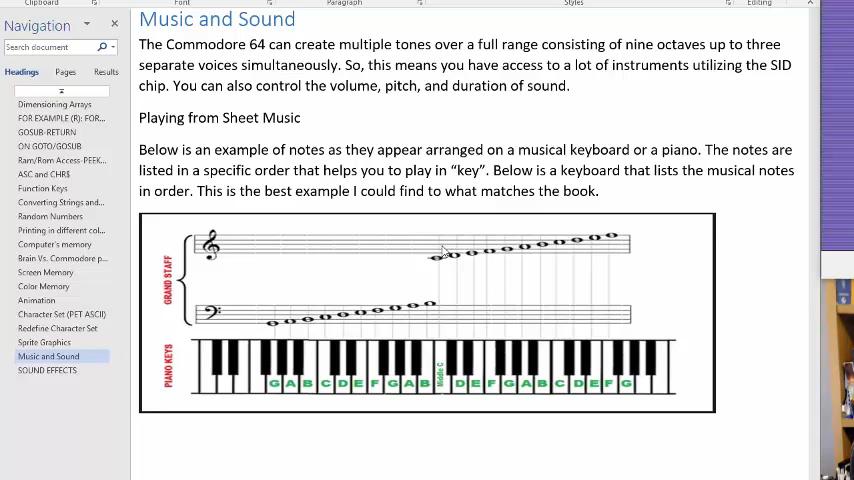 Clipboard
Font
Paragraph
Styles
Editing
Navigation
Search document
Headings Pages Results
Dimensioning Arrays
FOR EXAMPLE (R): FOR...
GOSUB-RETURN
ON GOTO/GOSUB
Ram/Rom Access-PEEK...
ASC and CHR$
Function Keys
Converting Strings and...
Random Numbers
Printing in different col...
Computer's memory
Brain Vs. Commodore p...
Screen Memory
Color Memory
Animation
Character Set (PET ASCII)
Redefine Character Set
Sprite Graphics
Music and Sound
SOUND EFFECTS
Music and Sound
The Commodore 64 can create multiple tones over a full range consisting of nine octaves up to three
separate voices simultaneously. So, this means you have access to a lot of instruments utilizing the SID
chip. You can also control the volume, pitch, and duration of sound.
Playing from Sheet Music
Below is an example of notes as they appear arranged on a musical keyboard or a piano. The notes are
listed in a specific order that helps you to play in “key”. Below is a keyboard that lists the musical notes
in order. This is the best example I could find to what matches the book.
GRAND STAFF
PIANO KEYS
G A B C D E F G A B Middle C D E F G A B C D E F G